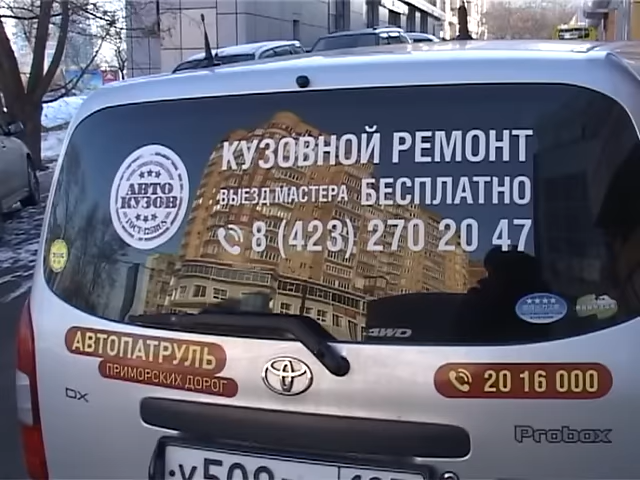 КУЗОВНОЙ РЕМОНТ
ВЫЕЗД МАСТЕРА БЕСПЛАТНО
8 (423) 270 20 47
АВТО
КУЗОВ
4WD
АВТОПАТРУЛЬ
ПРИМОРСКИХ ДОРОГ
20 16 000
DX
Probox